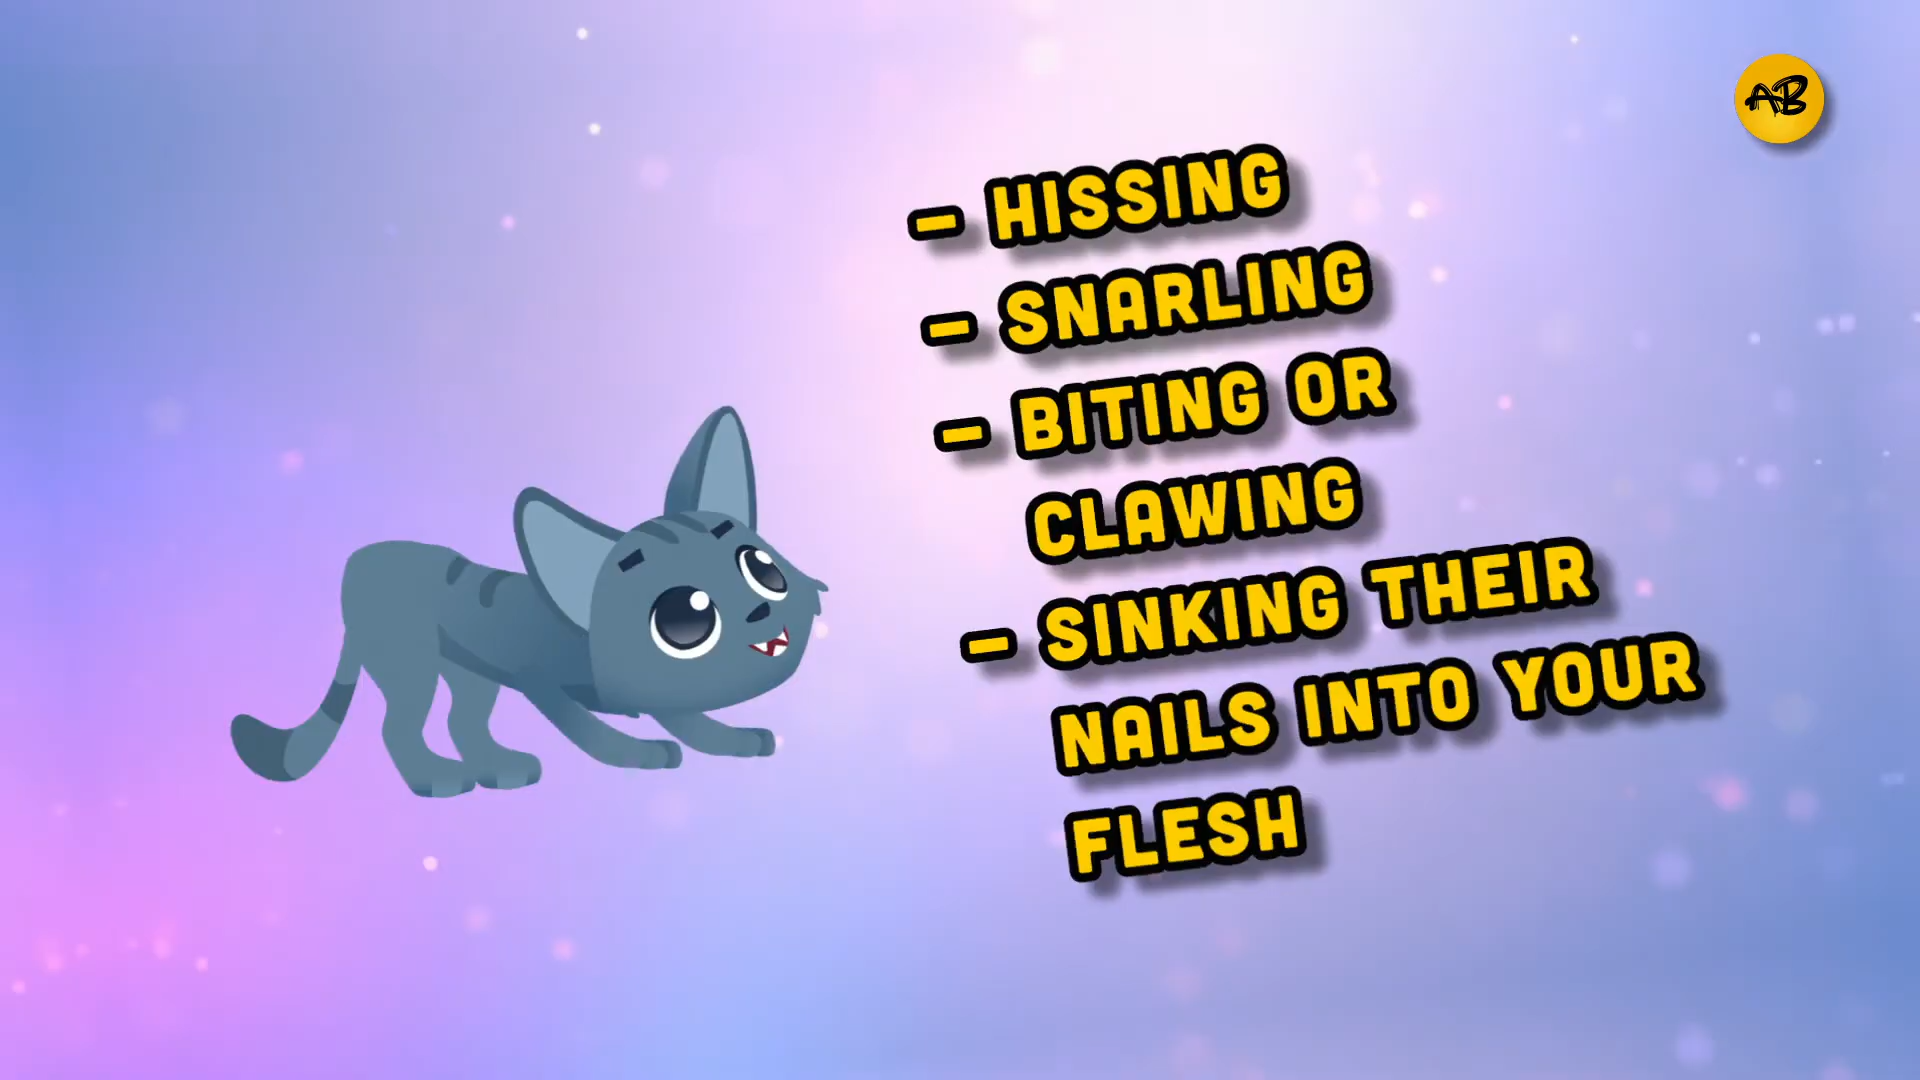 AB
- HISSING
- SNARLING
- BITING OR
CLAWING
- SINKING THEIR
NAILS INTO YOUR
FLESH